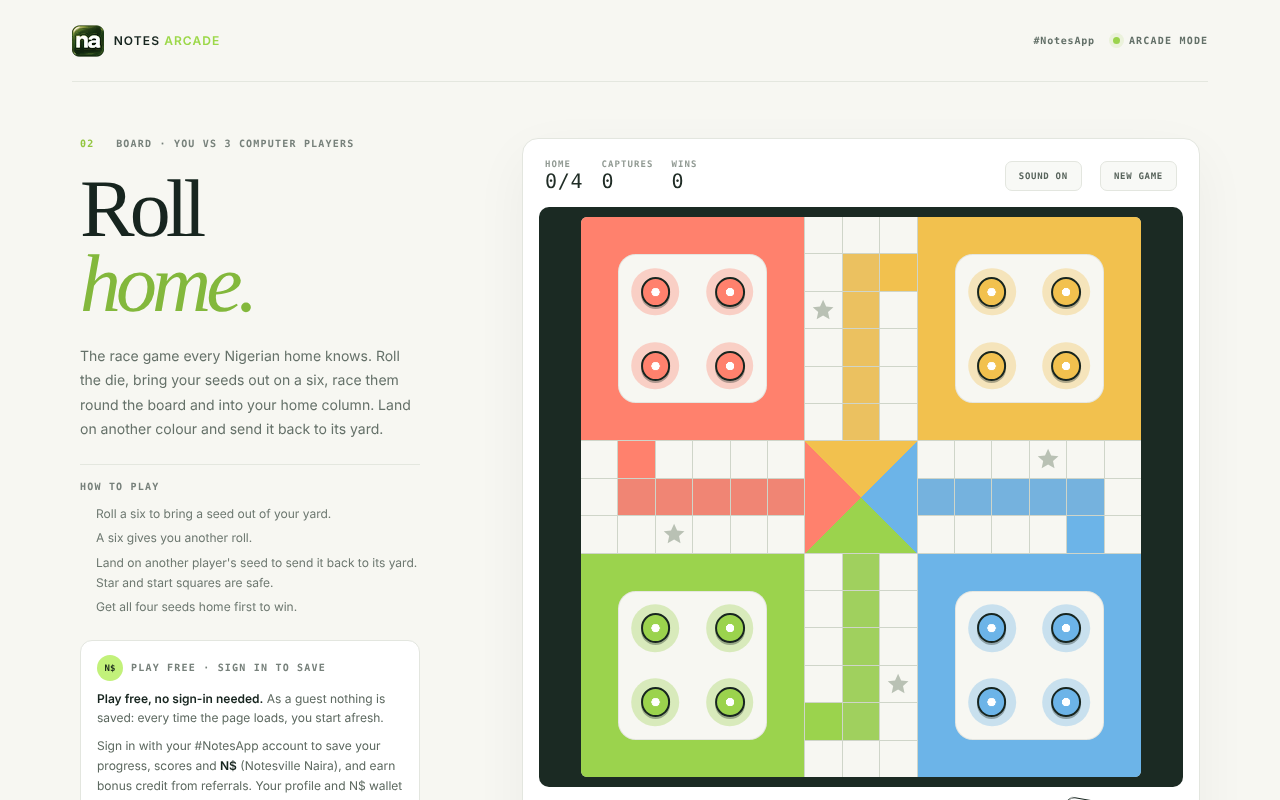 na NOTES ARCADE
#NotesApp ARCADE MODE
02 BOARD · YOU VS 3 COMPUTER PLAYERS
Roll
home.
The race game every Nigerian home knows. Roll
the die, bring your seeds out on a six, race them
round the board and into your home column. Land
on another colour and send it back to its yard.
HOW TO PLAY
Roll a six to bring a seed out of your yard.
A six gives you another roll.
Land on another player's seed to send it back to its yard.
Star and start squares are safe.
Get all four seeds home first to win.
N$ PLAY FREE · SIGN IN TO SAVE
Play free, no sign-in needed. As a guest nothing is
saved: every time the page loads, you start afresh.
Sign in with your #NotesApp account to save your
progress, scores and N$ (Notesville Naira), and earn
bonus credit from referrals. Your profile and N$ wallet
HOME CAPTURES WINS
0/4 0 0
SOUND ON NEW GAME